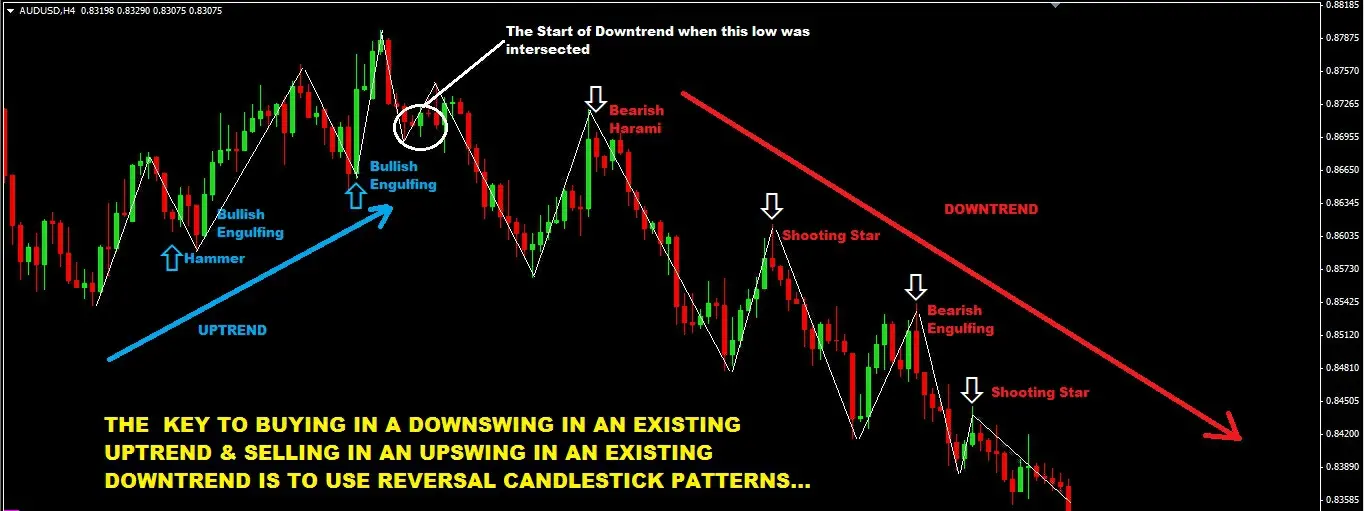 AUDUSD,H4 0.83198 0.83290 0.83075 0.83075
The Start of Downtrend when this low was
intersected
Bearish
Harami
Bullish
Engulfing
Bullish
Engulfing
Hammer
UPTREND
DOWNTREND
Shooting Star
Bearish
Engulfing
Shooting Star
THE KEY TO BUYING IN A DOWNSWING IN AN EXISTING
UPTREND & SELLING IN AN UPSWING IN AN EXISTING
DOWNTREND IS TO USE REVERSAL CANDLESTICK PATTERNS...
0.88185
0.87875
0.87570
0.87265
0.86955
0.86650
0.86345
0.86035
0.85730
0.85425
0.85120
0.84810
0.84505
0.84200
0.83890
0.83585